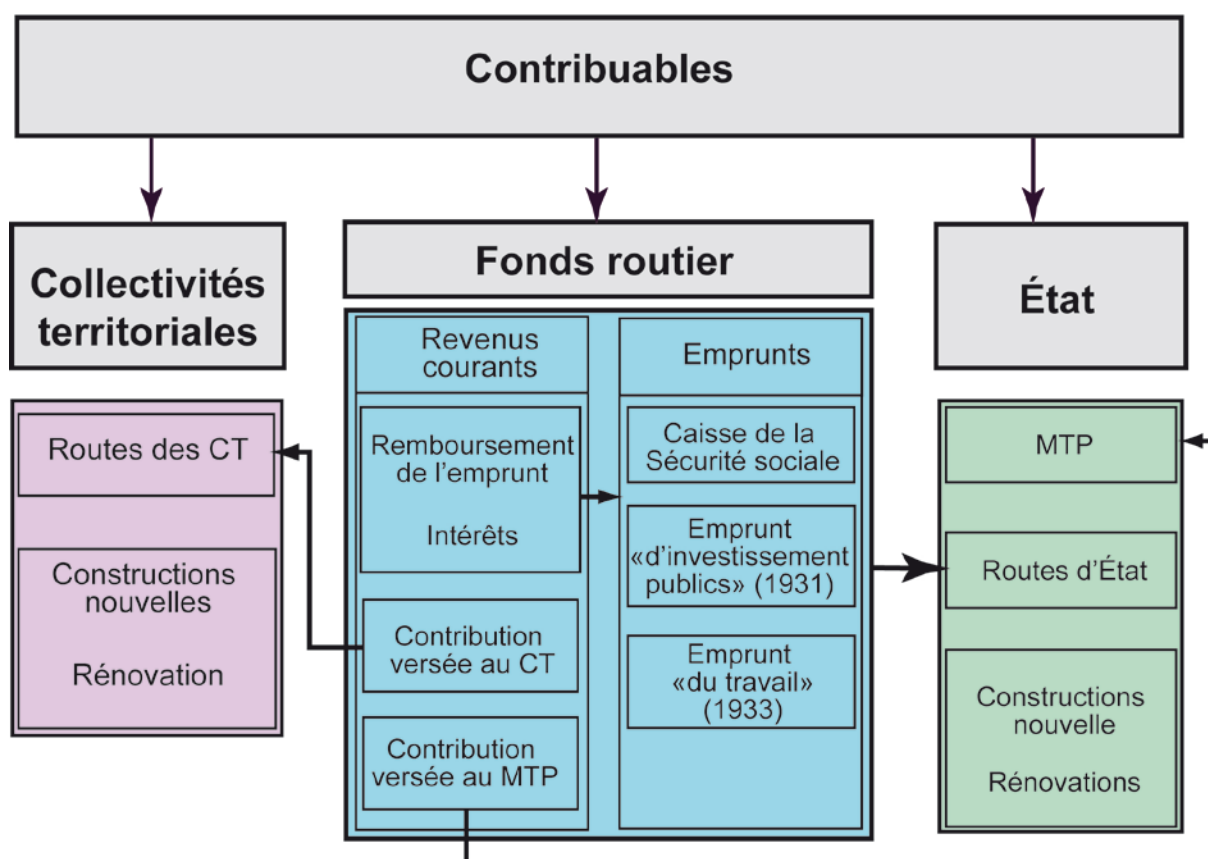 Contribuables
Collectivités
territoriales
Fonds routier
État
Revenus
courants
Emprunts
Routes des CT
Constructions
nouvelles
Rénovation
Remboursement
de l'emprunt
Intérêts
Contribution
versée au CT
Contribution
versée au MTP
Caisse de la
Sécurité sociale
Emprunt
«d'investissement
publics» (1931)
Emprunt
«du travail»
(1933)
MTP
Routes d'État
Constructions
nouvelle
Rénovations